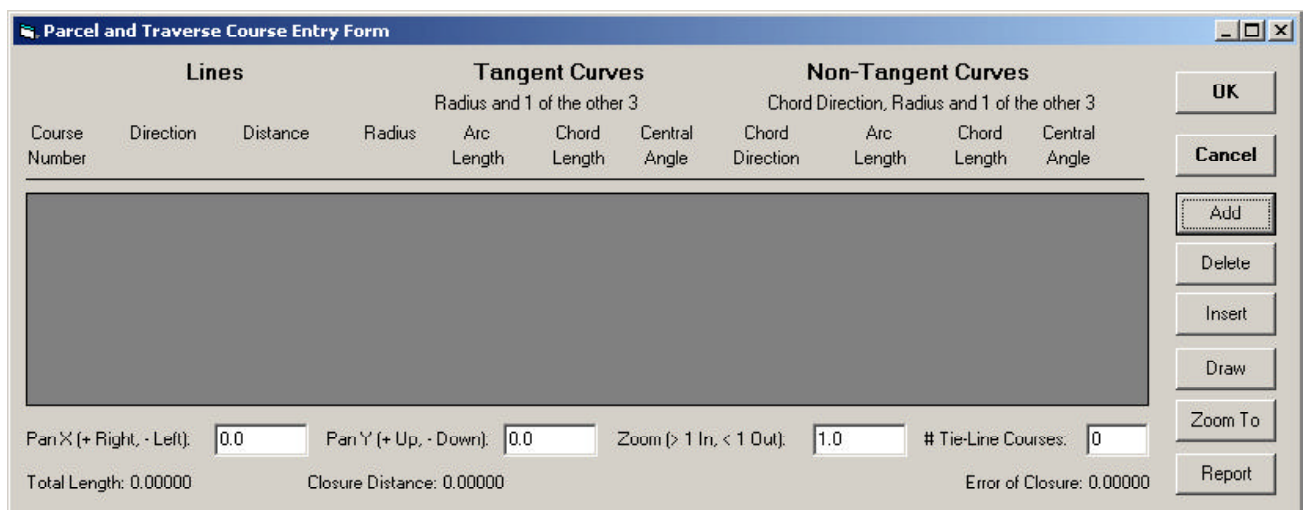 Parcel and Traverse Course Entry Form
Lines Tangent Curves Non-Tangent Curves
Radius and 1 of the other 3 Chord Direction, Radius and 1 of the other 3
Course Number Direction Distance Radius Arc Length Chord Length Central Angle Chord Direction Arc Length Chord Length Central Angle
OK
Cancel
Add
Delete
Insert
Draw
Zoom To
Report
Pan X (+ Right, - Left): 0.0 Pan Y (+ Up, - Down): 0.0 Zoom (> 1 In, < 1 Out): 1.0 # Tie-Line Courses: 0
Total Length: 0.00000 Closure Distance: 0.00000 Error of Closure: 0.00000